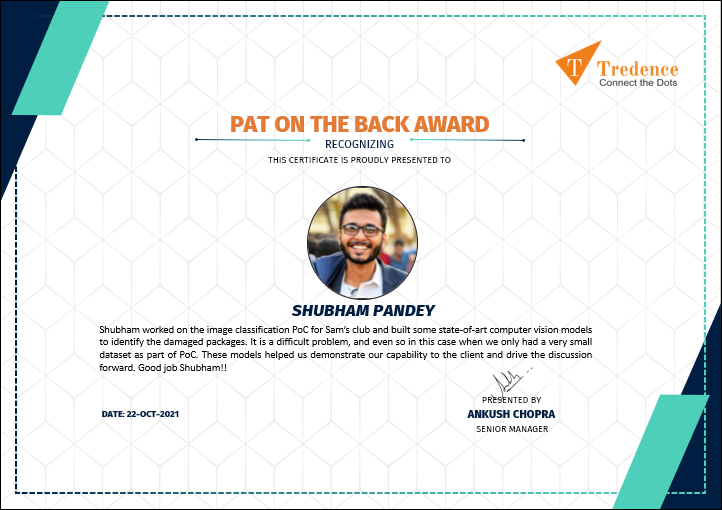 T Tredence
Connect the Dots
PAT ON THE BACK AWARD
RECOGNIZING
THIS CERTIFICATE IS PROUDLY PRESENTED TO
SHUBHAM PANDEY
Shubham worked on the image classification PoC for Sam's club and built some state-of-art computer vision models
to identify the damaged packages. It is a difficult problem, and even so in this case when we only had a very small
dataset as part of PoC. These models helped us demonstrate our capability to the client and drive the discussion
forward. Good job Shubham!!
PRESENTED BY
DATE: 22-OCT-2021
ANKUSH CHOPRA
SENIOR MANAGER